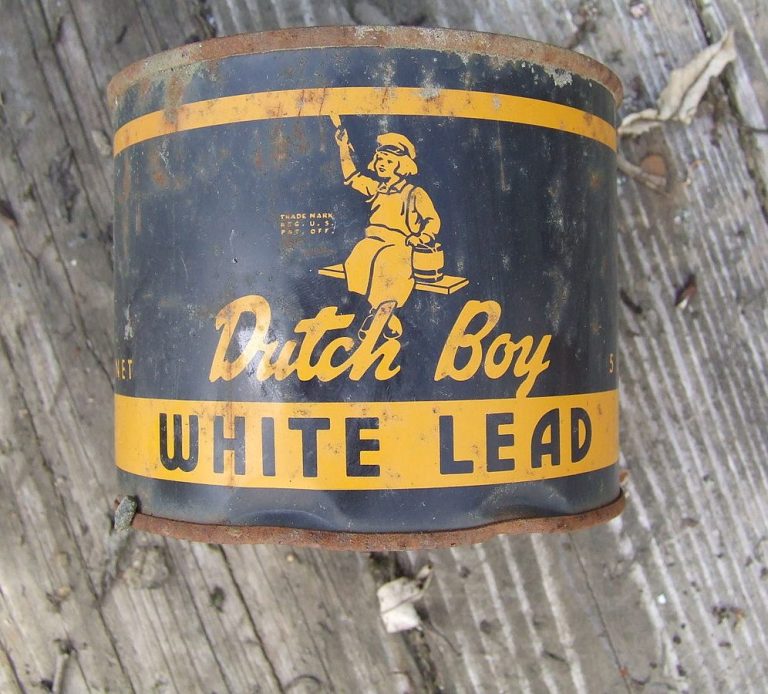 TRADE MARK
REG. U. S.
PAT. OFF.
Dutch Boy
NET
WHITE LEAD